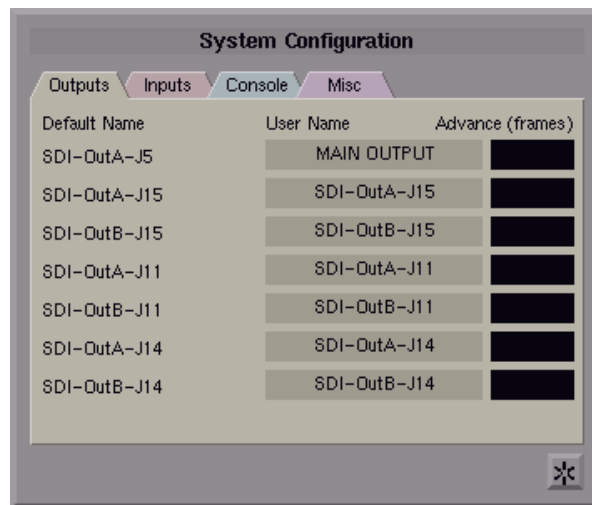 System Configuration
Outputs Inputs Console Misc
Default Name User Name Advance (frames)
SDI-OutA-J5 MAIN OUTPUT
SDI-OutA-J15 SDI-OutA-J15
SDI-OutB-J15 SDI-OutB-J15
SDI-OutA-J11 SDI-OutA-J11
SDI-OutB-J11 SDI-OutB-J11
SDI-OutA-J14 SDI-OutA-J14
SDI-OutB-J14 SDI-OutB-J14